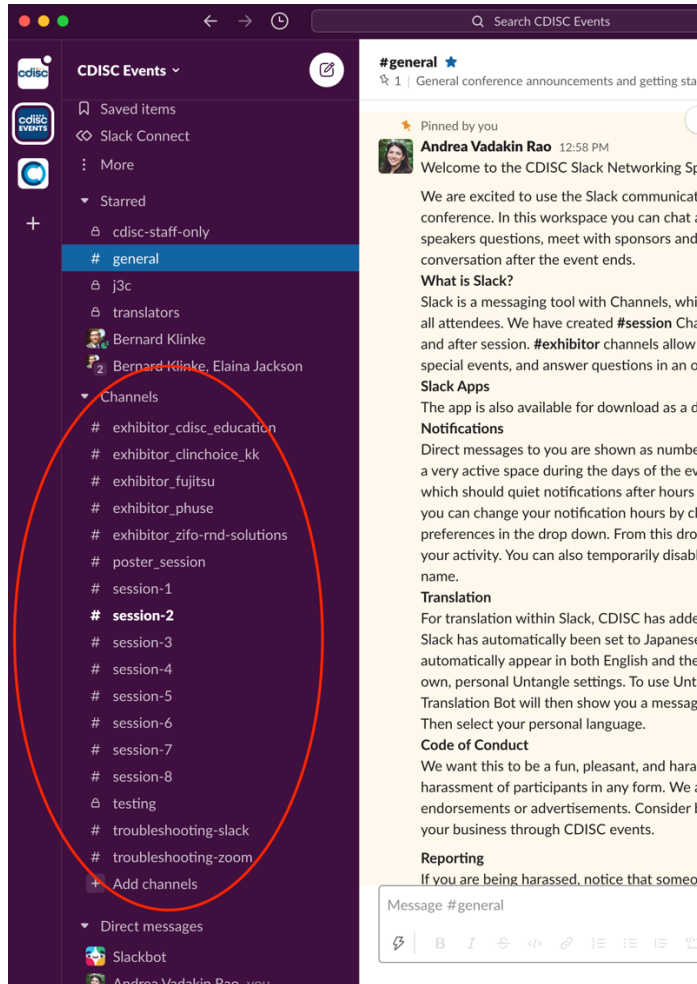 Search CDISC Events
cdisc
CDISC Events
cdisc
EVENTS
Saved items
Slack Connect
More
Starred
cdisc-staff-only
# general
j3c
translators
Bernard Klinke
2 Bernard Klinke, Elaina Jackson
Channels
# exhibitor_cdisc_education
# exhibitor_clinchoice_kk
# exhibitor_fujitsu
# exhibitor_phuse
# exhibitor_zifo-rnd-solutions
# poster_session
# session-1
# session-2
# session-3
# session-4
# session-5
# session-6
# session-7
# session-8
testing
# troubleshooting-slack
# troubleshooting-zoom
+ Add channels
Direct messages
Slackbot
Andrea Vadakin Rao you
#general
1 | General conference announcements and getting sta
Pinned by you
Andrea Vadakin Rao 12:58 PM
Welcome to the CDISC Slack Networking Sp
We are excited to use the Slack communicat
conference. In this workspace you can chat a
speakers questions, meet with sponsors and
conversation after the event ends.
What is Slack?
Slack is a messaging tool with Channels, whi
all attendees. We have created #session Cha
and after session. #exhibitor channels allow
special events, and answer questions in an o
Slack Apps
The app is also available for download as a d
Notifications
Direct messages to you are shown as numbe
a very active space during the days of the ev
which should quiet notifications after hours
you can change your notification hours by cl
preferences in the drop down. From this dro
your activity. You can also temporarily disabl
name.
Translation
For translation within Slack, CDISC has adde
Slack has automatically been set to Japanese
automatically appear in both English and the
own, personal Untangle settings. To use Unt
Translation Bot will then show you a messag
Then select your personal language.
Code of Conduct
We want this to be a fun, pleasant, and hara
harassment of participants in any form. We a
endorsements or advertisements. Consider b
your business through CDISC events.
Reporting
If you are being harassed, notice that someo
Message #general
B I S